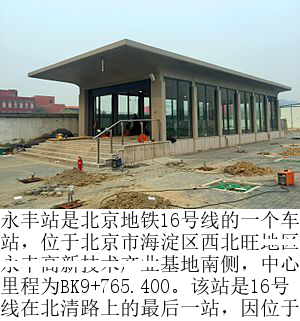 永丰站是北京地铁16号线的一个车
站，位于北京市海淀区西北旺地区
永丰高新技术产业基地南侧，中心
里程为BK9+765.400。该站是16号
线在北清路上的最后一站，因位于